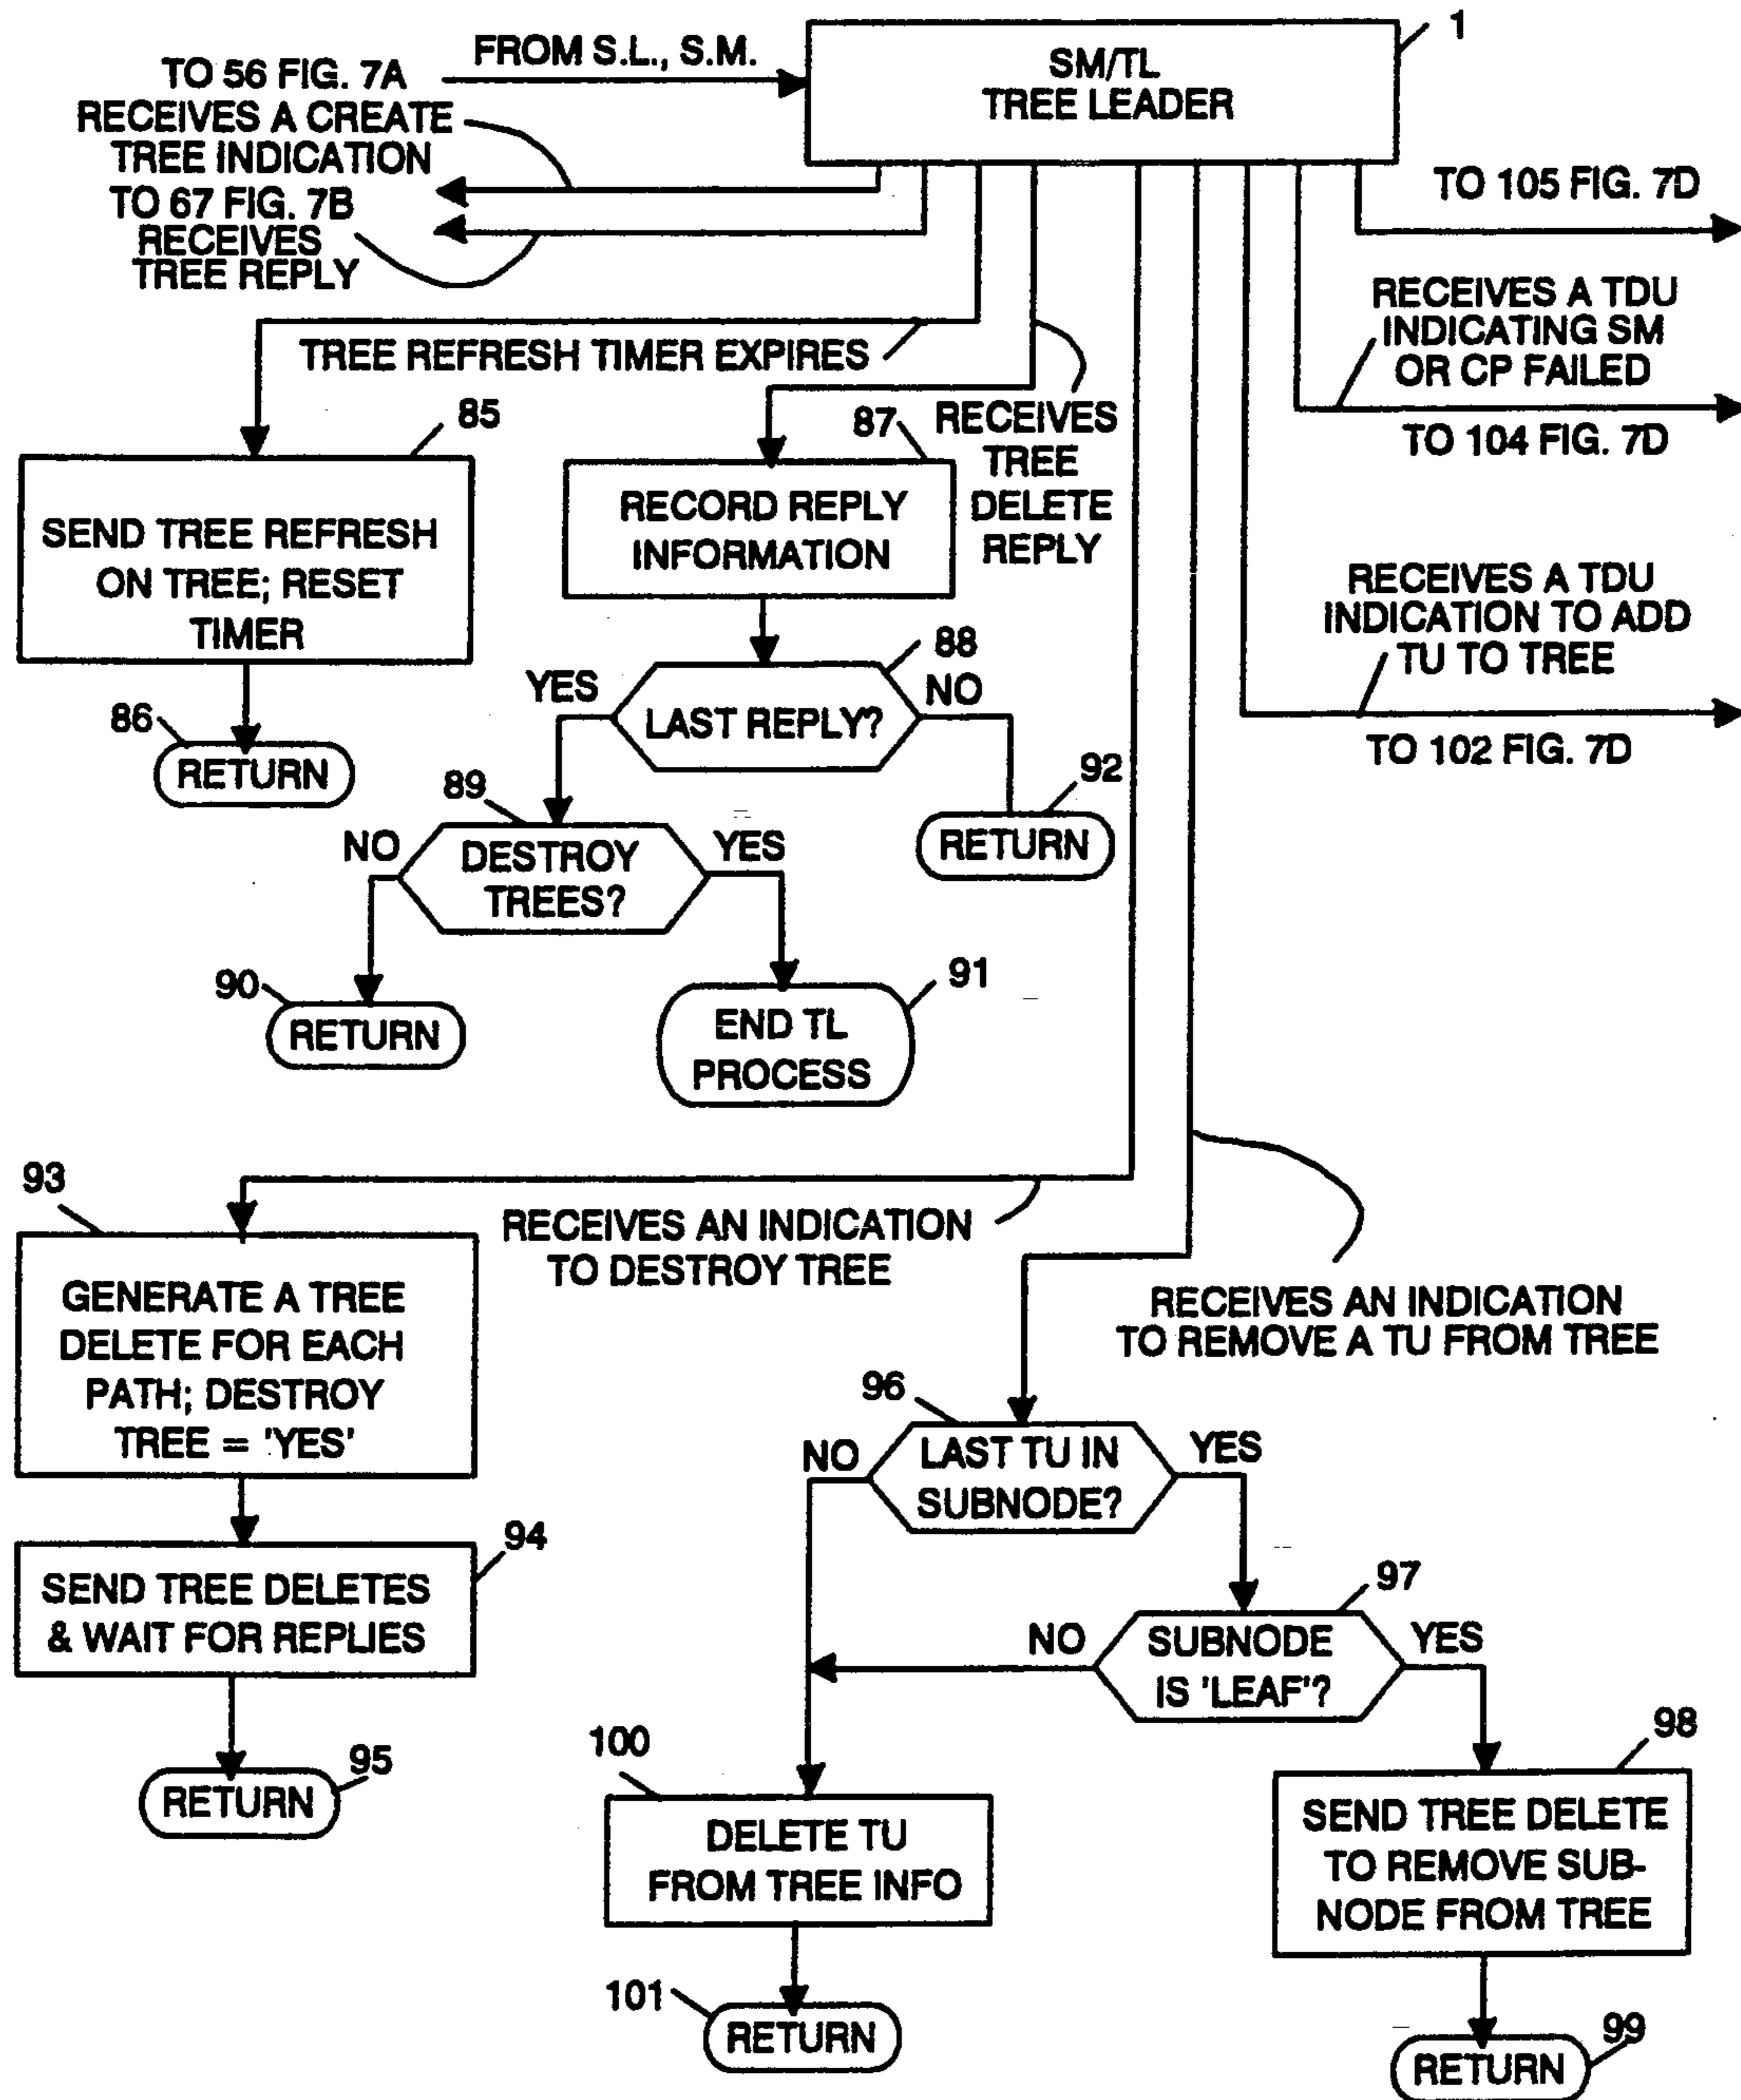 1
FROM S.L., S.M.
SM/TL
TREE LEADER
TO 56 FIG. 7A
RECEIVES A CREATE
TREE INDICATION
TO 67 FIG. 7B
RECEIVES
TREE REPLY
TO 105 FIG. 7D
RECEIVES A TDU
INDICATING SM
OR CP FAILED
TO 104 FIG. 7D
TREE REFRESH TIMER EXPIRES
RECEIVES
TREE
DELETE
REPLY
85
SEND TREE REFRESH
ON TREE; RESET
TIMER
86
RETURN
87
RECORD REPLY
INFORMATION
RECEIVES A TDU
INDICATION TO ADD
TU TO TREE
TO 102 FIG. 7D
88
YES
NO
LAST REPLY?
92
RETURN
89
NO
YES
DESTROY
TREES?
90
RETURN
91
END TL
PROCESS
93
RECEIVES AN INDICATION
TO DESTROY TREE
GENERATE A TREE
DELETE FOR EACH
PATH; DESTROY
TREE = 'YES'
94
SEND TREE DELETES
& WAIT FOR REPLIES
95
RETURN
RECEIVES AN INDICATION
TO REMOVE A TU FROM TREE
96
NO
YES
LAST TU IN
SUBNODE?
97
NO
YES
SUBNODE
IS 'LEAF'?
100
DELETE TU
FROM TREE INFO
101
RETURN
98
SEND TREE DELETE
TO REMOVE SUB-
NODE FROM TREE
99
RETURN